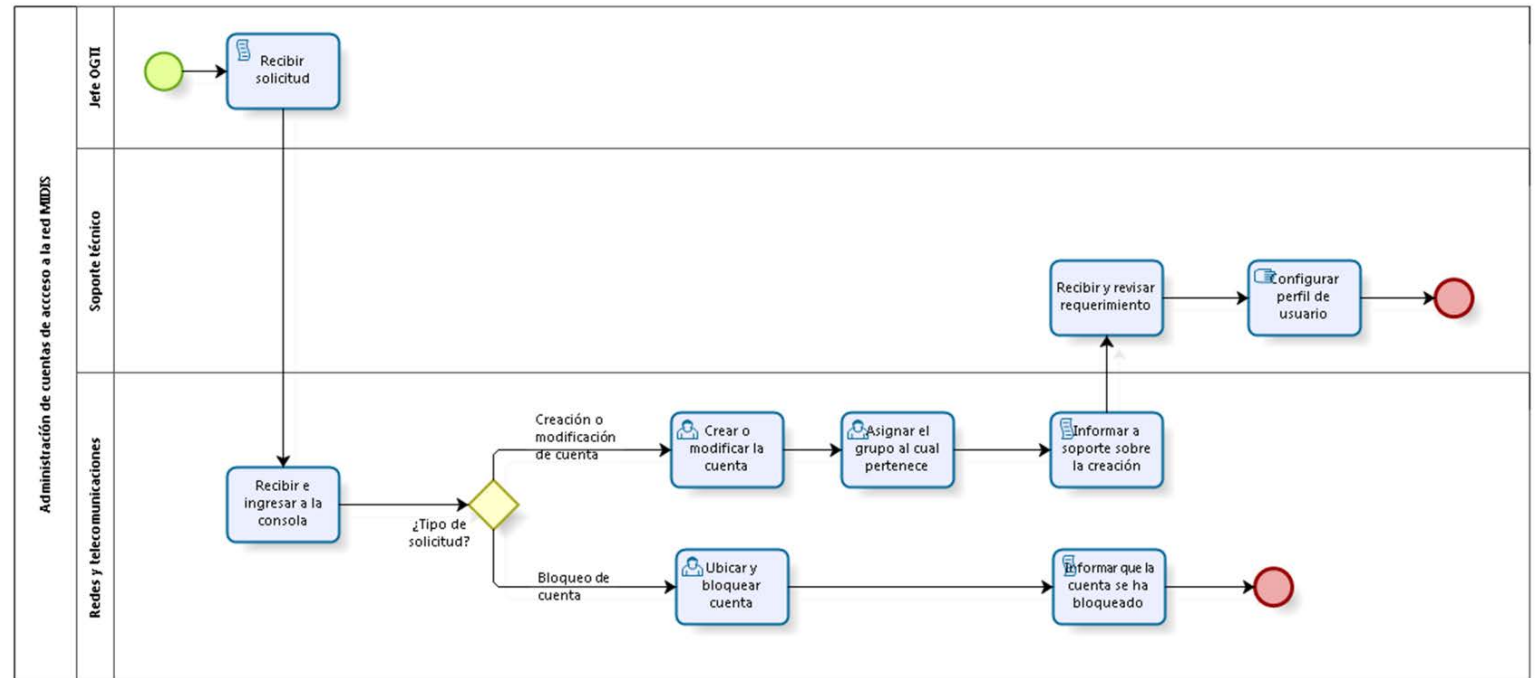 Administración de cuentas de accceso a la red MIDIS
Jefe OGTI
Recibir
solicitud
Soporte técnico
Recibir y revisar
requerimiento
Configurar
perfil de
usuario
Redes y telecomunicaciones
Recibir e
ingresar a la
consola
¿Tipo de
solicitud?
Creación o
modificación
de cuenta
Crear o
modificar la
cuenta
Asignar el
grupo al cual
pertenece
Informar a
soporte sobre
la creación
Bloqueo de
cuenta
Ubicar y
bloquear
cuenta
Informar que la
cuenta se ha
bloqueado